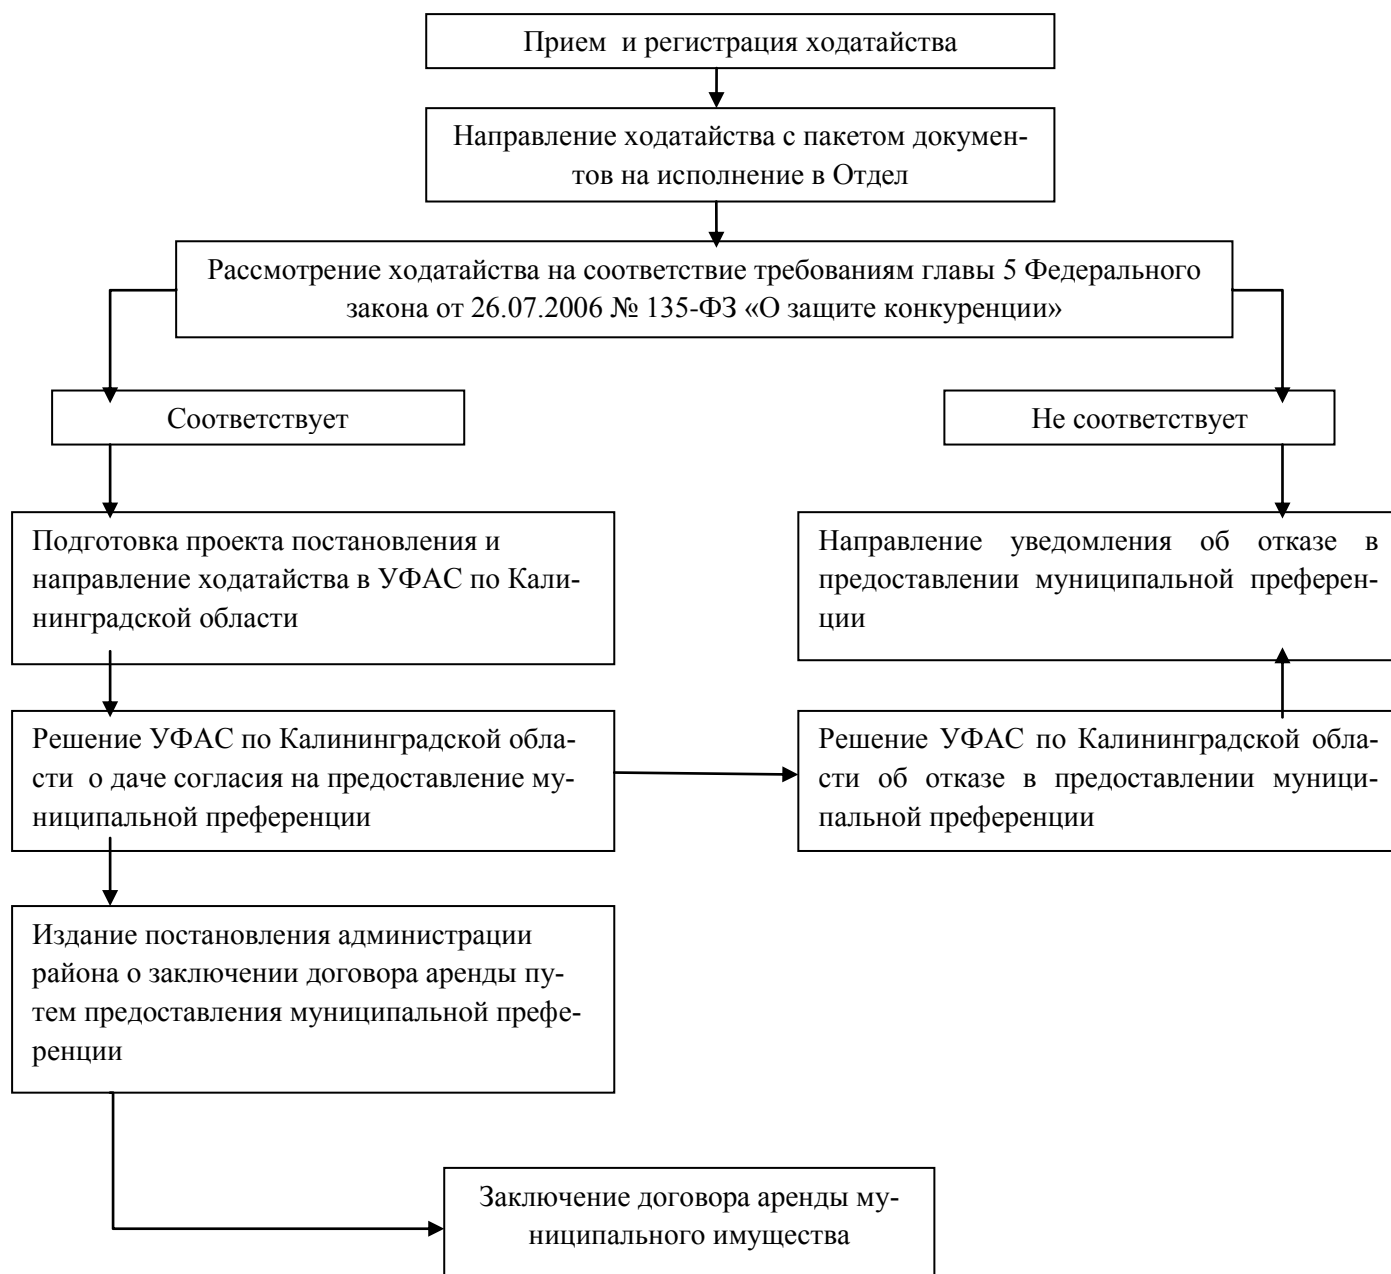 Прием  и регистрация ходатайства
Направление ходатайства с пакетом докумен-
тов на исполнение в Отдел
Рассмотрение ходатайства на соответствие требованиям главы 5 Федерального
закона от 26.07.2006 № 135-ФЗ «О защите конкуренции»
Соответствует
Не соответствует
Подготовка проекта постановления и
направление ходатайства в УФАС по Кали-
нинградской области
Направление уведомления об отказе в
предоставлении муниципальной преферен-
ции
Решение УФАС по Калининградской обла-
сти  о даче согласия на предоставление му-
ниципальной преференции
Решение УФАС по Калининградской обла-
сти об отказе в предоставлении муници-
пальной преференции
Издание постановления администрации
района о заключении договора аренды пу-
тем предоставления муниципальной префе-
ренции
Заключение договора аренды му-
ниципального имущества